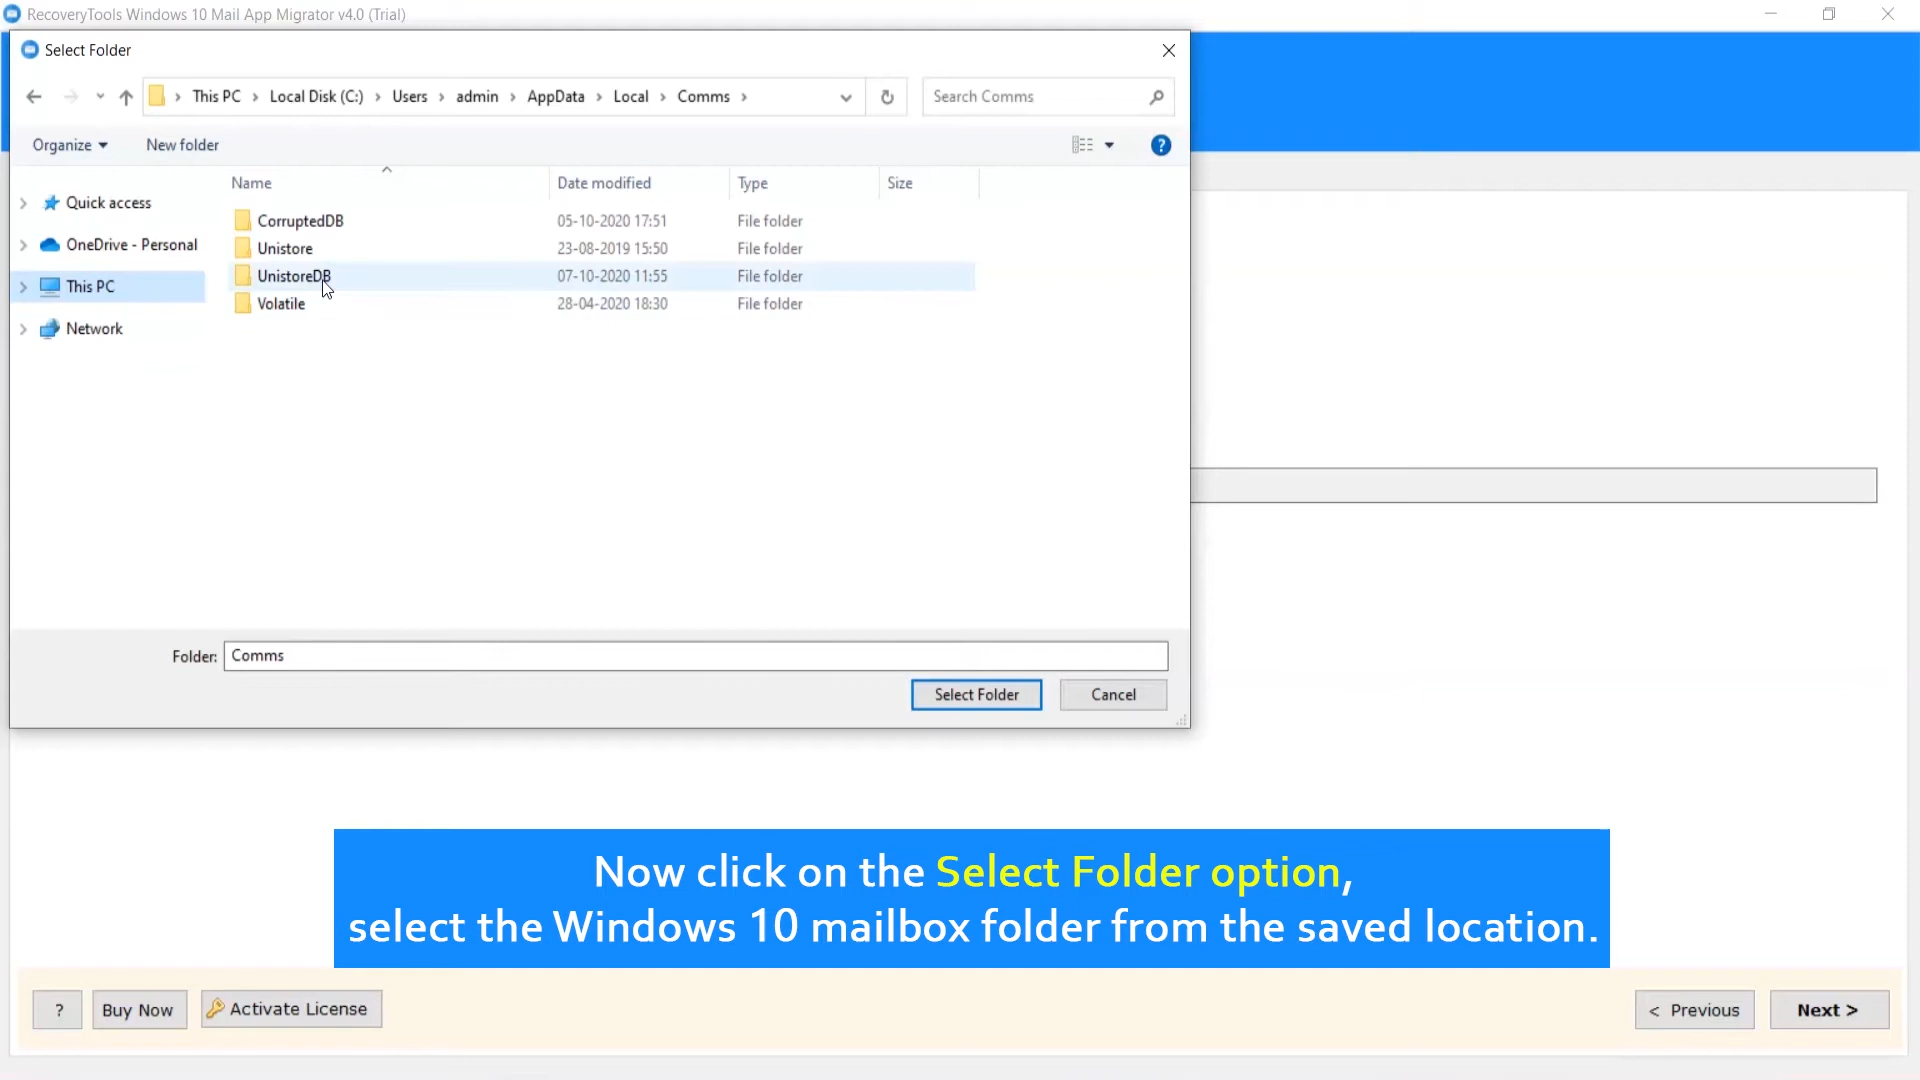 RecoveryTools Windows 10 Mail App Migrator v4.0 (Trial)
Select Folder
This PC > Local Disk (C:) > Users > admin > AppData > Local > Comms >
Search Comms
Organize
New folder
?
Name
Date modified
Type
Size
Quick access
OneDrive - Personal
This PC
Network
CorruptedDB 05-10-2020 17:51 File folder
Unistore 23-08-2019 15:50 File folder
UnistoreDB 07-10-2020 11:55 File folder
Volatile 28-04-2020 18:30 File folder
Folder: Comms
Select Folder
Cancel
Now click on the Select Folder option,
select the Windows 10 mailbox folder from the saved location.
?
Buy Now
Activate License
< Previous
Next >